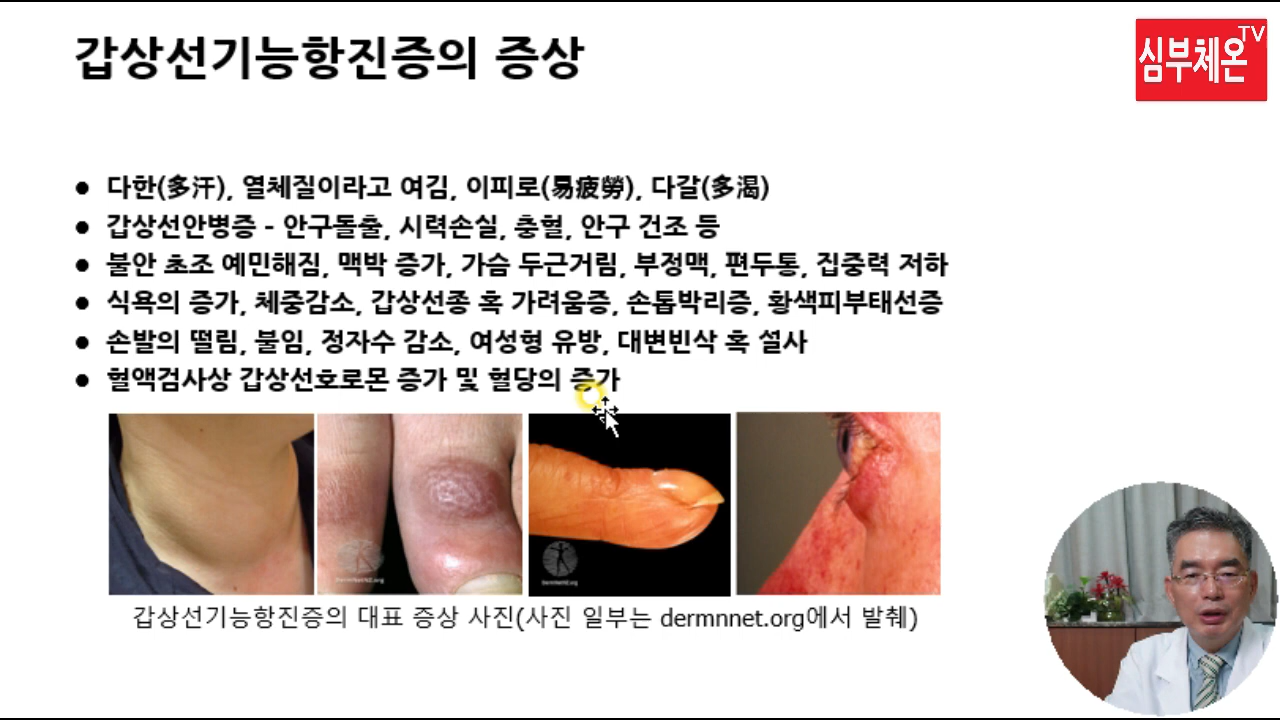 갑상선기능항진증의 증상
TV
심부체온
● 다한(多汗), 열체질이라고 여김, 이피로(易疲勞), 다갈(多渴)
● 갑상선안병증 - 안구돌출, 시력손실, 충혈, 안구 건조 등
● 불안 초조 예민해짐, 맥박 증가, 가슴 두근거림, 부정맥, 편두통, 집중력 저하
● 식욕의 증가, 체중감소, 갑상선종 혹 가려움증, 손톱박리증, 황색피부태선증
● 손발의 떨림, 불임, 정자수 감소, 여성형 유방, 대변빈삭 혹 설사
● 혈액검사상 갑상선호로몬 증가 및 혈당의 증가
DermNetNZ.org
DermNetNZ.org
갑상선기능항진증의 대표 증상 사진(사진 일부는 dermnnet.org에서 발췌)